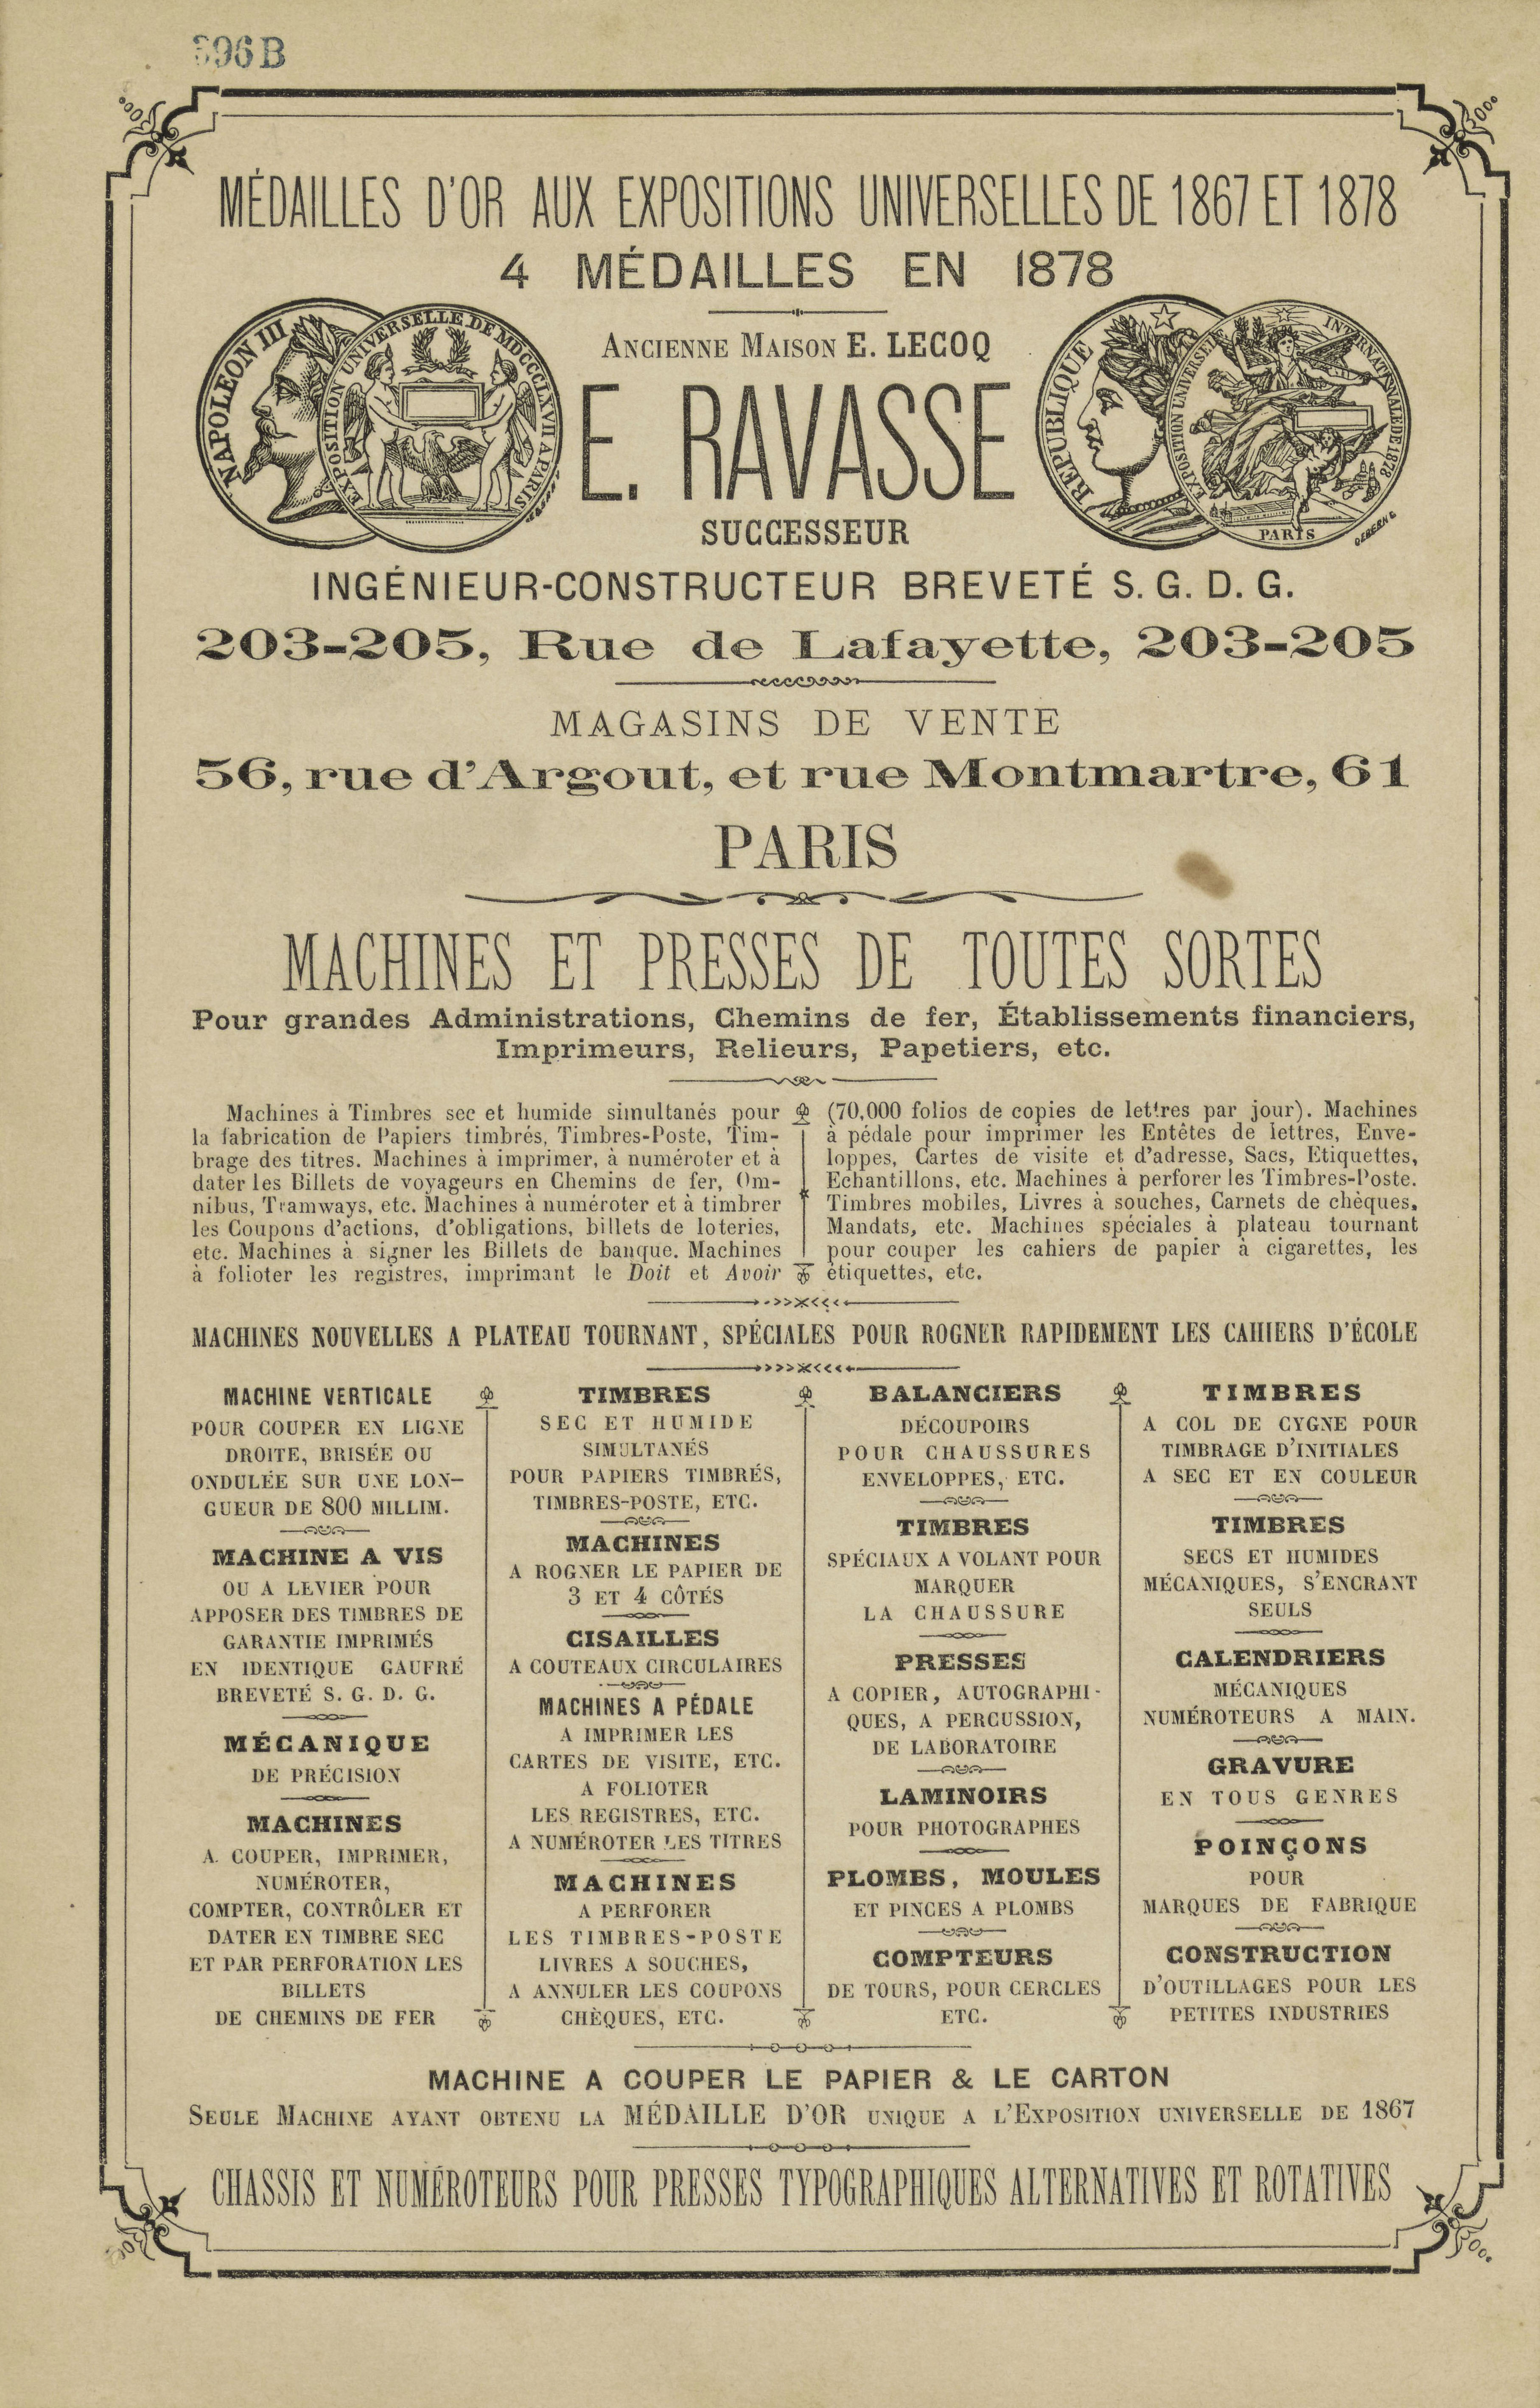 96B
MÉDAILLES D'OR AUX EXPOSITIONS UNIVERSELLES DE 1867 ET 1878
4 MÉDAILLES EN 1878
NAPOLEON III
EXPOSITION UNIVERSELLE DE MDCCCLXVII A PARIS
ANCIENNE MAISON E. LECOQ
E. RAVASSE
SUCCESSEUR
REPUBLIQUE
EXPOSITION UNIVERSELLE INTERNATIONALE DE 1878
PARIS
INGÉNIEUR-CONSTRUCTEUR BREVETÉ S. G. D. G.
203-205, Rue de Lafayette, 203-205
MAGASINS DE VENTE
56, rue d'Argout, et rue Montmartre, 61
PARIS
MACHINES ET PRESSES DE TOUTES SORTES
Pour grandes Administrations, Chemins de fer, Établissements financiers,
Imprimeurs, Relieurs, Papetiers, etc.
Machines à Timbres sec et humide simultanés pour
la fabrication de Papiers timbrés, Timbres-Poste, Tim-
brage des titres. Machines à imprimer, à numéroter et à
dater les Billets de voyageurs en Chemins de fer, Om-
nibus, Tramways, etc. Machines à numéroter et à timbrer
les Coupons d'actions, d'obligations, billets de loteries,
etc. Machines à signer les Billets de banque. Machines
à folioter les registres, imprimant le Doit et Avoir
(70,000 folios de copies de lettres par jour). Machines
à pédale pour imprimer les Entêtes de lettres, Enve-
loppes, Cartes de visite et d'adresse, Sacs, Etiquettes,
Echantillons, etc. Machines à perforer les Timbres-Poste.
Timbres mobiles, Livres à souches, Carnets de chèques,
Mandats, etc. Machines spéciales à plateau tournant
pour couper les cahiers de papier à cigarettes, les
étiquettes, etc.
MACHINES NOUVELLES A PLATEAU TOURNANT, SPÉCIALES POUR ROGNER RAPIDEMENT LES CAHIERS D'ÉCOLE
MACHINE VERTICALE
POUR COUPER EN LIGNE
DROITE, BRISÉE OU
ONDULÉE SUR UNE LON-
GUEUR DE 800 MILLIM.
MACHINE A VIS
OU A LEVIER POUR
APPOSER DES TIMBRES DE
GARANTIE IMPRIMÉS
EN IDENTIQUE GAUFRÉ
BREVETÉ S. G. D. G.
MÉCANIQUE
DE PRÉCISION
MACHINES
A COUPER, IMPRIMER,
NUMÉROTER,
COMPTER, CONTRÔLER ET
DATER EN TIMBRE SEC
ET PAR PERFORATION LES
BILLETS
DE CHEMINS DE FER
TIMBRES
SEC ET HUMIDE
SIMULTANÉS
POUR PAPIERS TIMBRÉS,
TIMBRES-POSTE, ETC.
MACHINES
A ROGNER LE PAPIER DE
3 ET 4 CÔTÉS
CISAILLES
A COUTEAUX CIRCULAIRES
MACHINES A PÉDALE
A IMPRIMER LES
CARTES DE VISITE, ETC.
A FOLIOTER
LES REGISTRES, ETC.
A NUMÉROTER LES TITRES
MACHINES
A PERFORER
LES TIMBRES-POSTE
LIVRES A SOUCHES,
A ANNULER LES COUPONS
CHÈQUES, ETC.
BALANCIERS
DÉCOUPOIRS
POUR CHAUSSURES
ENVELOPPES, ETC.
TIMBRES
SPÉCIAUX A VOLANT POUR
MARQUER
LA CHAUSSURE
PRESSES
A COPIER, AUTOGRAPHI-
QUES, A PERCUSSION,
DE LABORATOIRE
LAMINOIRS
POUR PHOTOGRAPHES
PLOMBS, MOULES
ET PINCES A PLOMBS
COMPTEURS
DE TOURS, POUR CERCLES
ETC.
TIMBRES
A COL DE CYGNE POUR
TIMBRAGE D'INITIALES
A SEC ET EN COULEUR
TIMBRES
SECS ET HUMIDES
MÉCANIQUES, S'ENCRANT
SEULS
CALENDRIERS
MÉCANIQUES
NUMÉROTEURS A MAIN.
GRAVURE
EN TOUS GENRES
POINÇONS
POUR
MARQUES DE FABRIQUE
CONSTRUCTION
D'OUTILLAGES POUR LES
PETITES INDUSTRIES
MACHINE A COUPER LE PAPIER & LE CARTON
SEULE MACHINE AYANT OBTENU LA MÉDAILLE D'OR UNIQUE A L'EXPOSITION UNIVERSELLE DE 1867
CHASSIS ET NUMÉROTEURS POUR PRESSES TYPOGRAPHIQUES ALTERNATIVES ET ROTATIVES